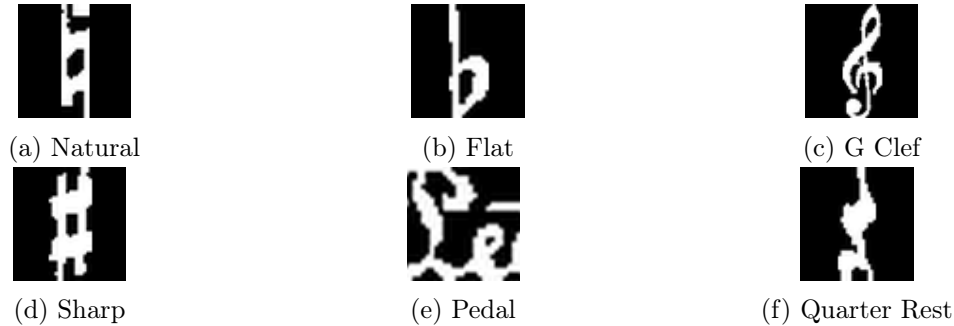 (a) Natural
(b) Flat
(c) G Clef
(d) Sharp
(e) Pedal
(f) Quarter Rest